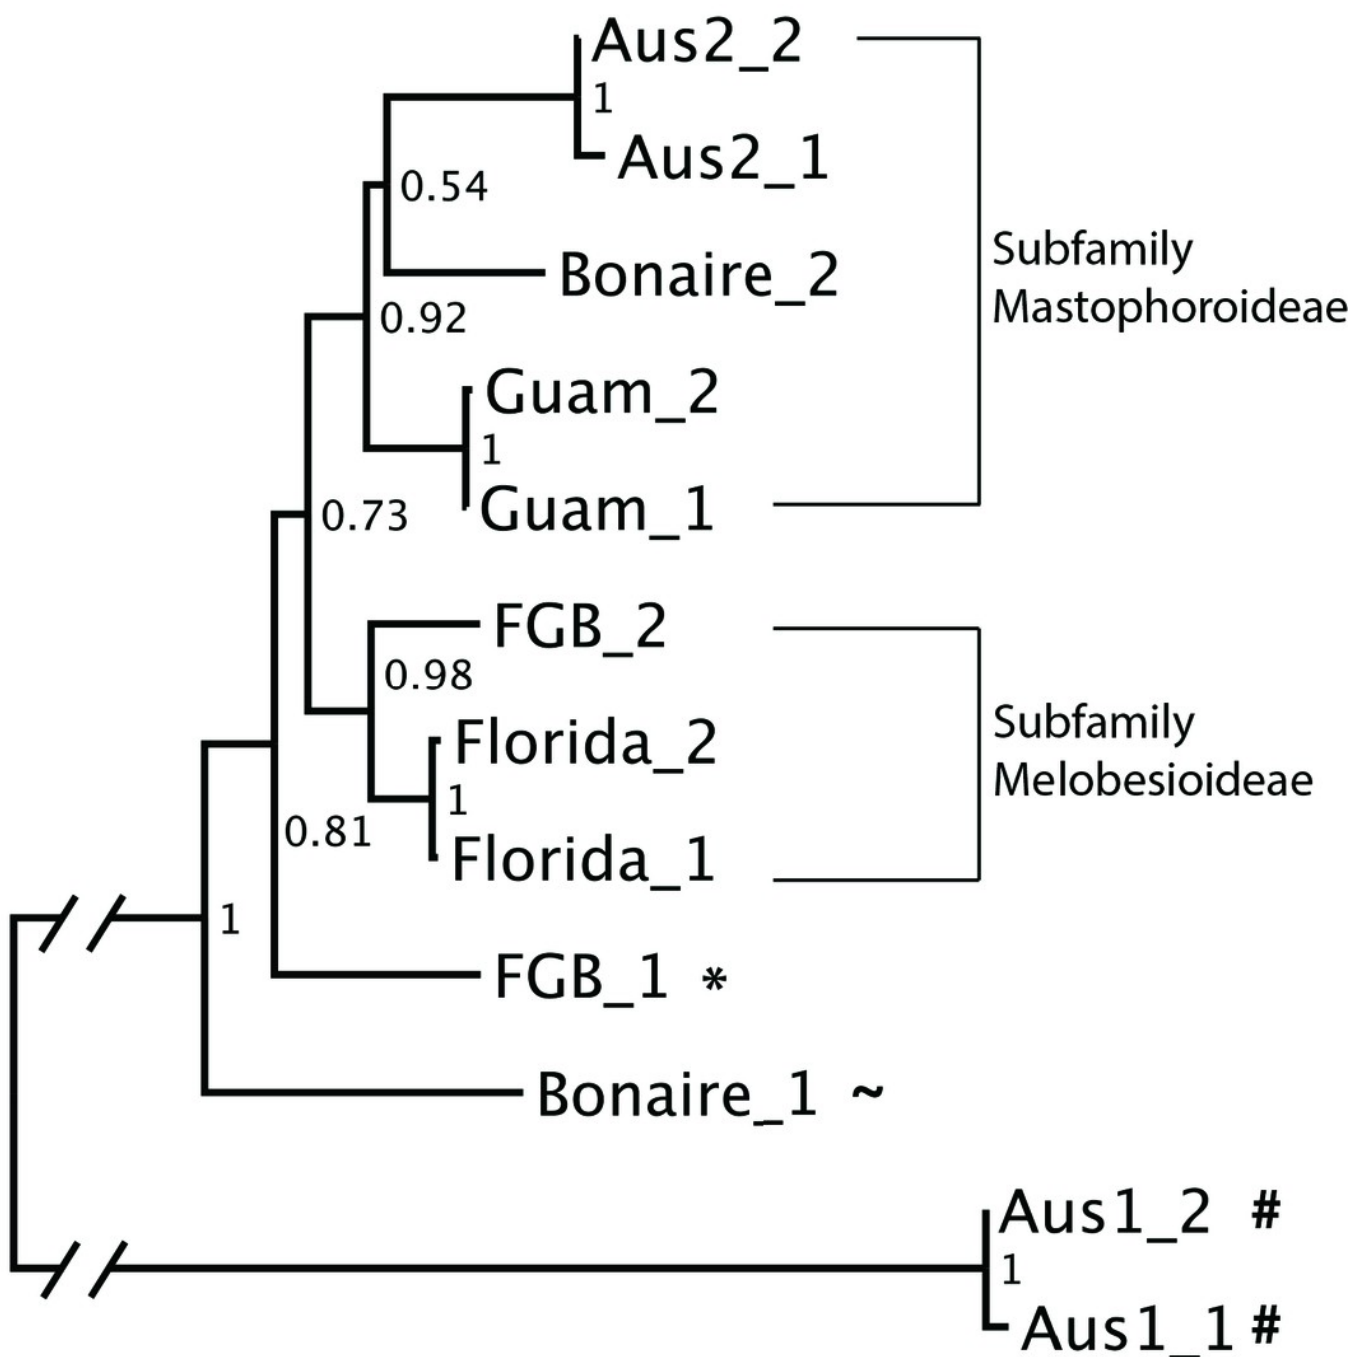 Aus2_2
1
Aus2_1
0.54
Bonaire_2
Subfamily
Mastophoroideae
0.92
Guam_2
1
Guam_1
0.73
FGB_2
0.98
Florida_2
Subfamily
Melobesioideae
1
0.81
Florida_1
1
FGB_1 *
Bonaire_1 ~
Aus1_2 #
1
Aus1_1 #